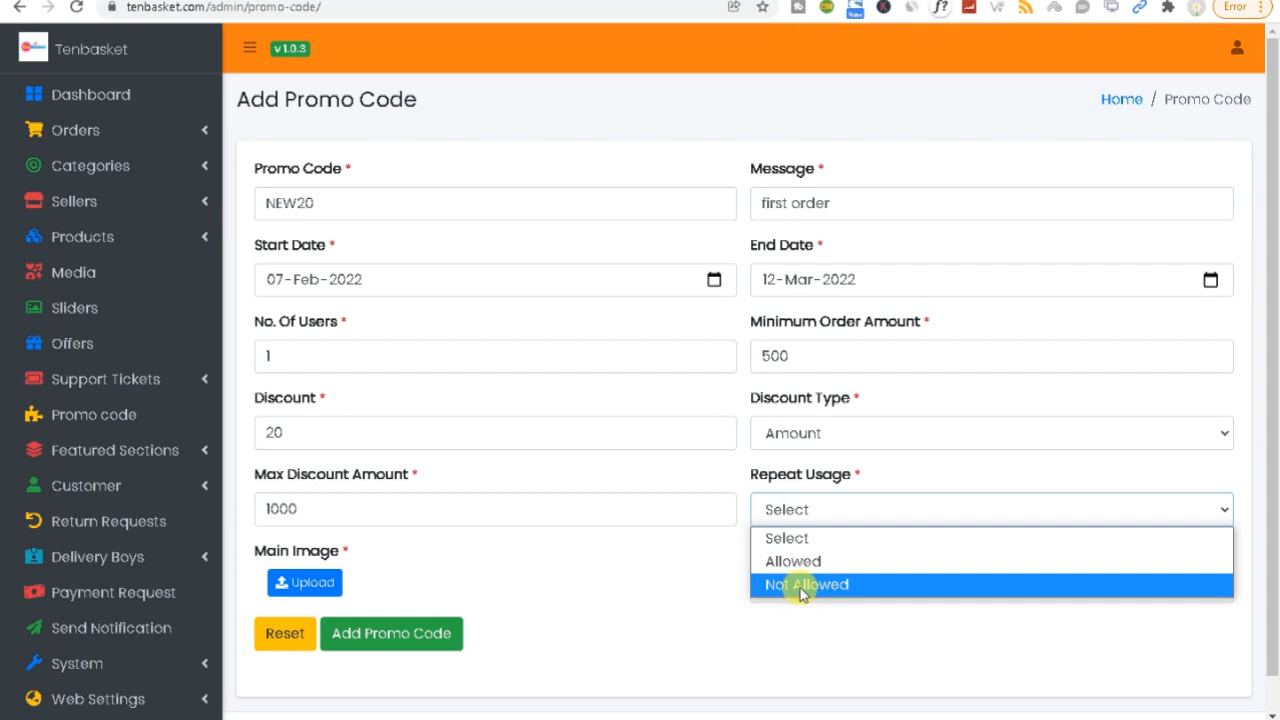 tenbasket.com/admin/promo-code/
New
Error
Tenbasket
v 1.0.3
Dashboard
Orders
Categories
Sellers
Products
Media
Sliders
Offers
Support Tickets
Promo code
Featured Sections
Customer
Return Requests
Delivery Boys
Payment Request
Send Notification
System
Web Settings
Add Promo Code
Home / Promo Code
Promo Code *
NEW20
Message *
first order
Start Date *
07-Feb-2022
End Date *
12-Mar-2022
No. Of Users *
1
Minimum Order Amount *
500
Discount *
20
Discount Type *
Amount
Max Discount Amount *
1000
Repeat Usage *
Select
Select
Allowed
Not Allowed
Main Image *
Upload
Reset
Add Promo Code